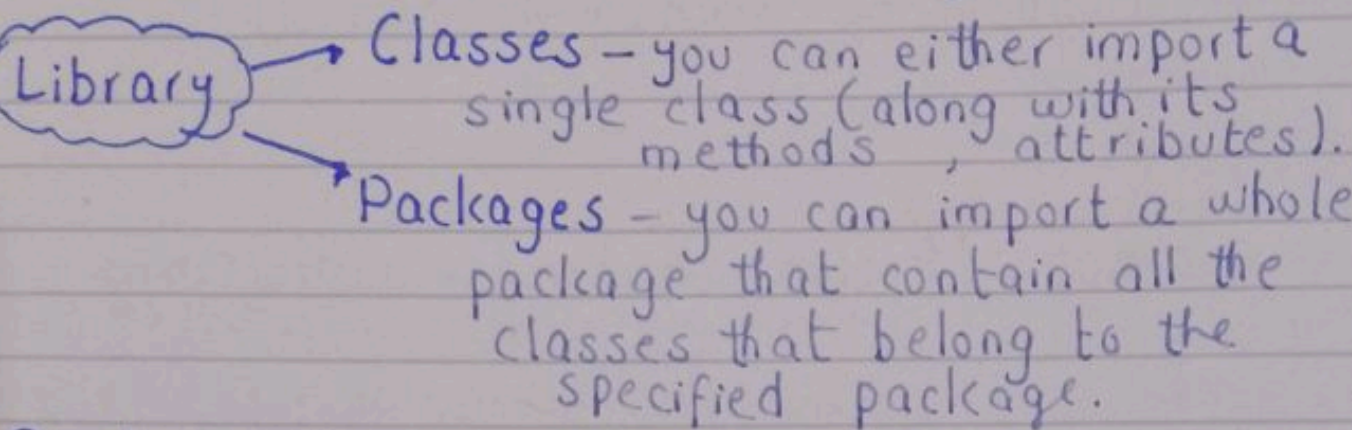 Library
Classes - you can either import a
single class (along with its
methods , attributes).
Packages - you can import a whole
package that contain all the
classes that belong to the
specified package.